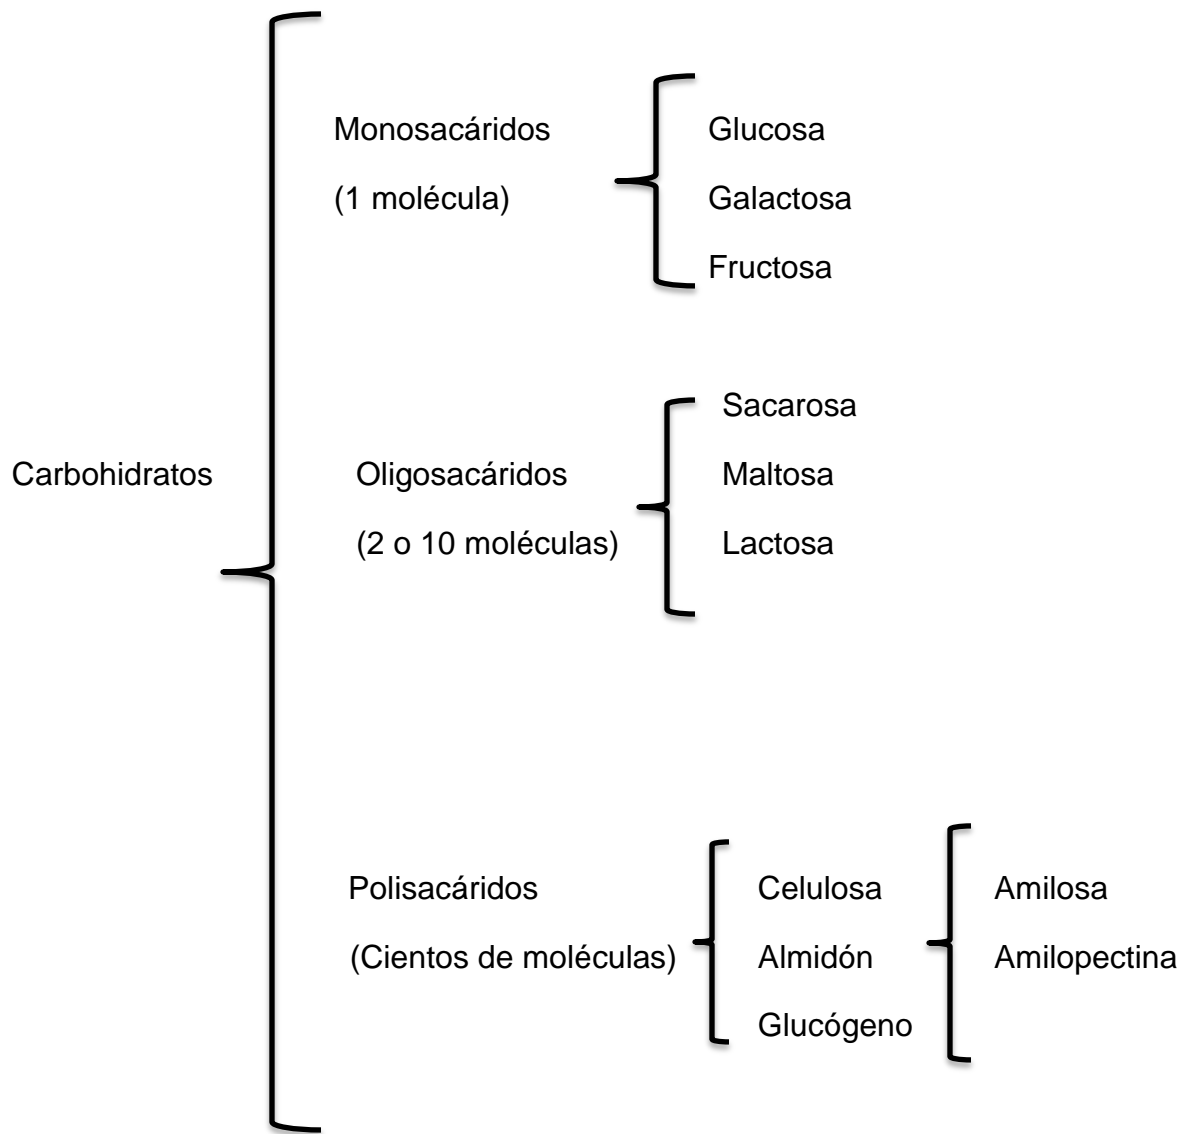 Carbohidratos
Monosacáridos
(1 molécula)
Glucosa
Galactosa
Fructosa
Oligosacáridos
(2 o 10 moléculas)
Sacarosa
Maltosa
Lactosa
Polisacáridos
(Cientos de moléculas)
Celulosa
Almidón
Glucógeno
Amilosa
Amilopectina